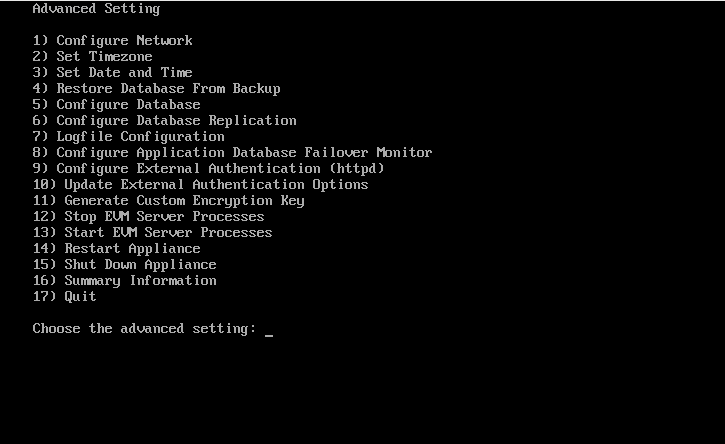 Advanced Setting
1) Configure Network
2) Set Timezone
3) Set Date and Time
4) Restore Database From Backup
5) Configure Database
6) Configure Database Replication
7) Logfile Configuration
8) Configure Application Database Failover Monitor
9) Configure External Authentication (httpd)
10) Update External Authentication Options
11) Generate Custom Encryption Key
12) Stop EVM Server Processes
13) Start EVM Server Processes
14) Restart Appliance
15) Shut Down Appliance
16) Summary Information
17) Quit
Choose the advanced setting: _